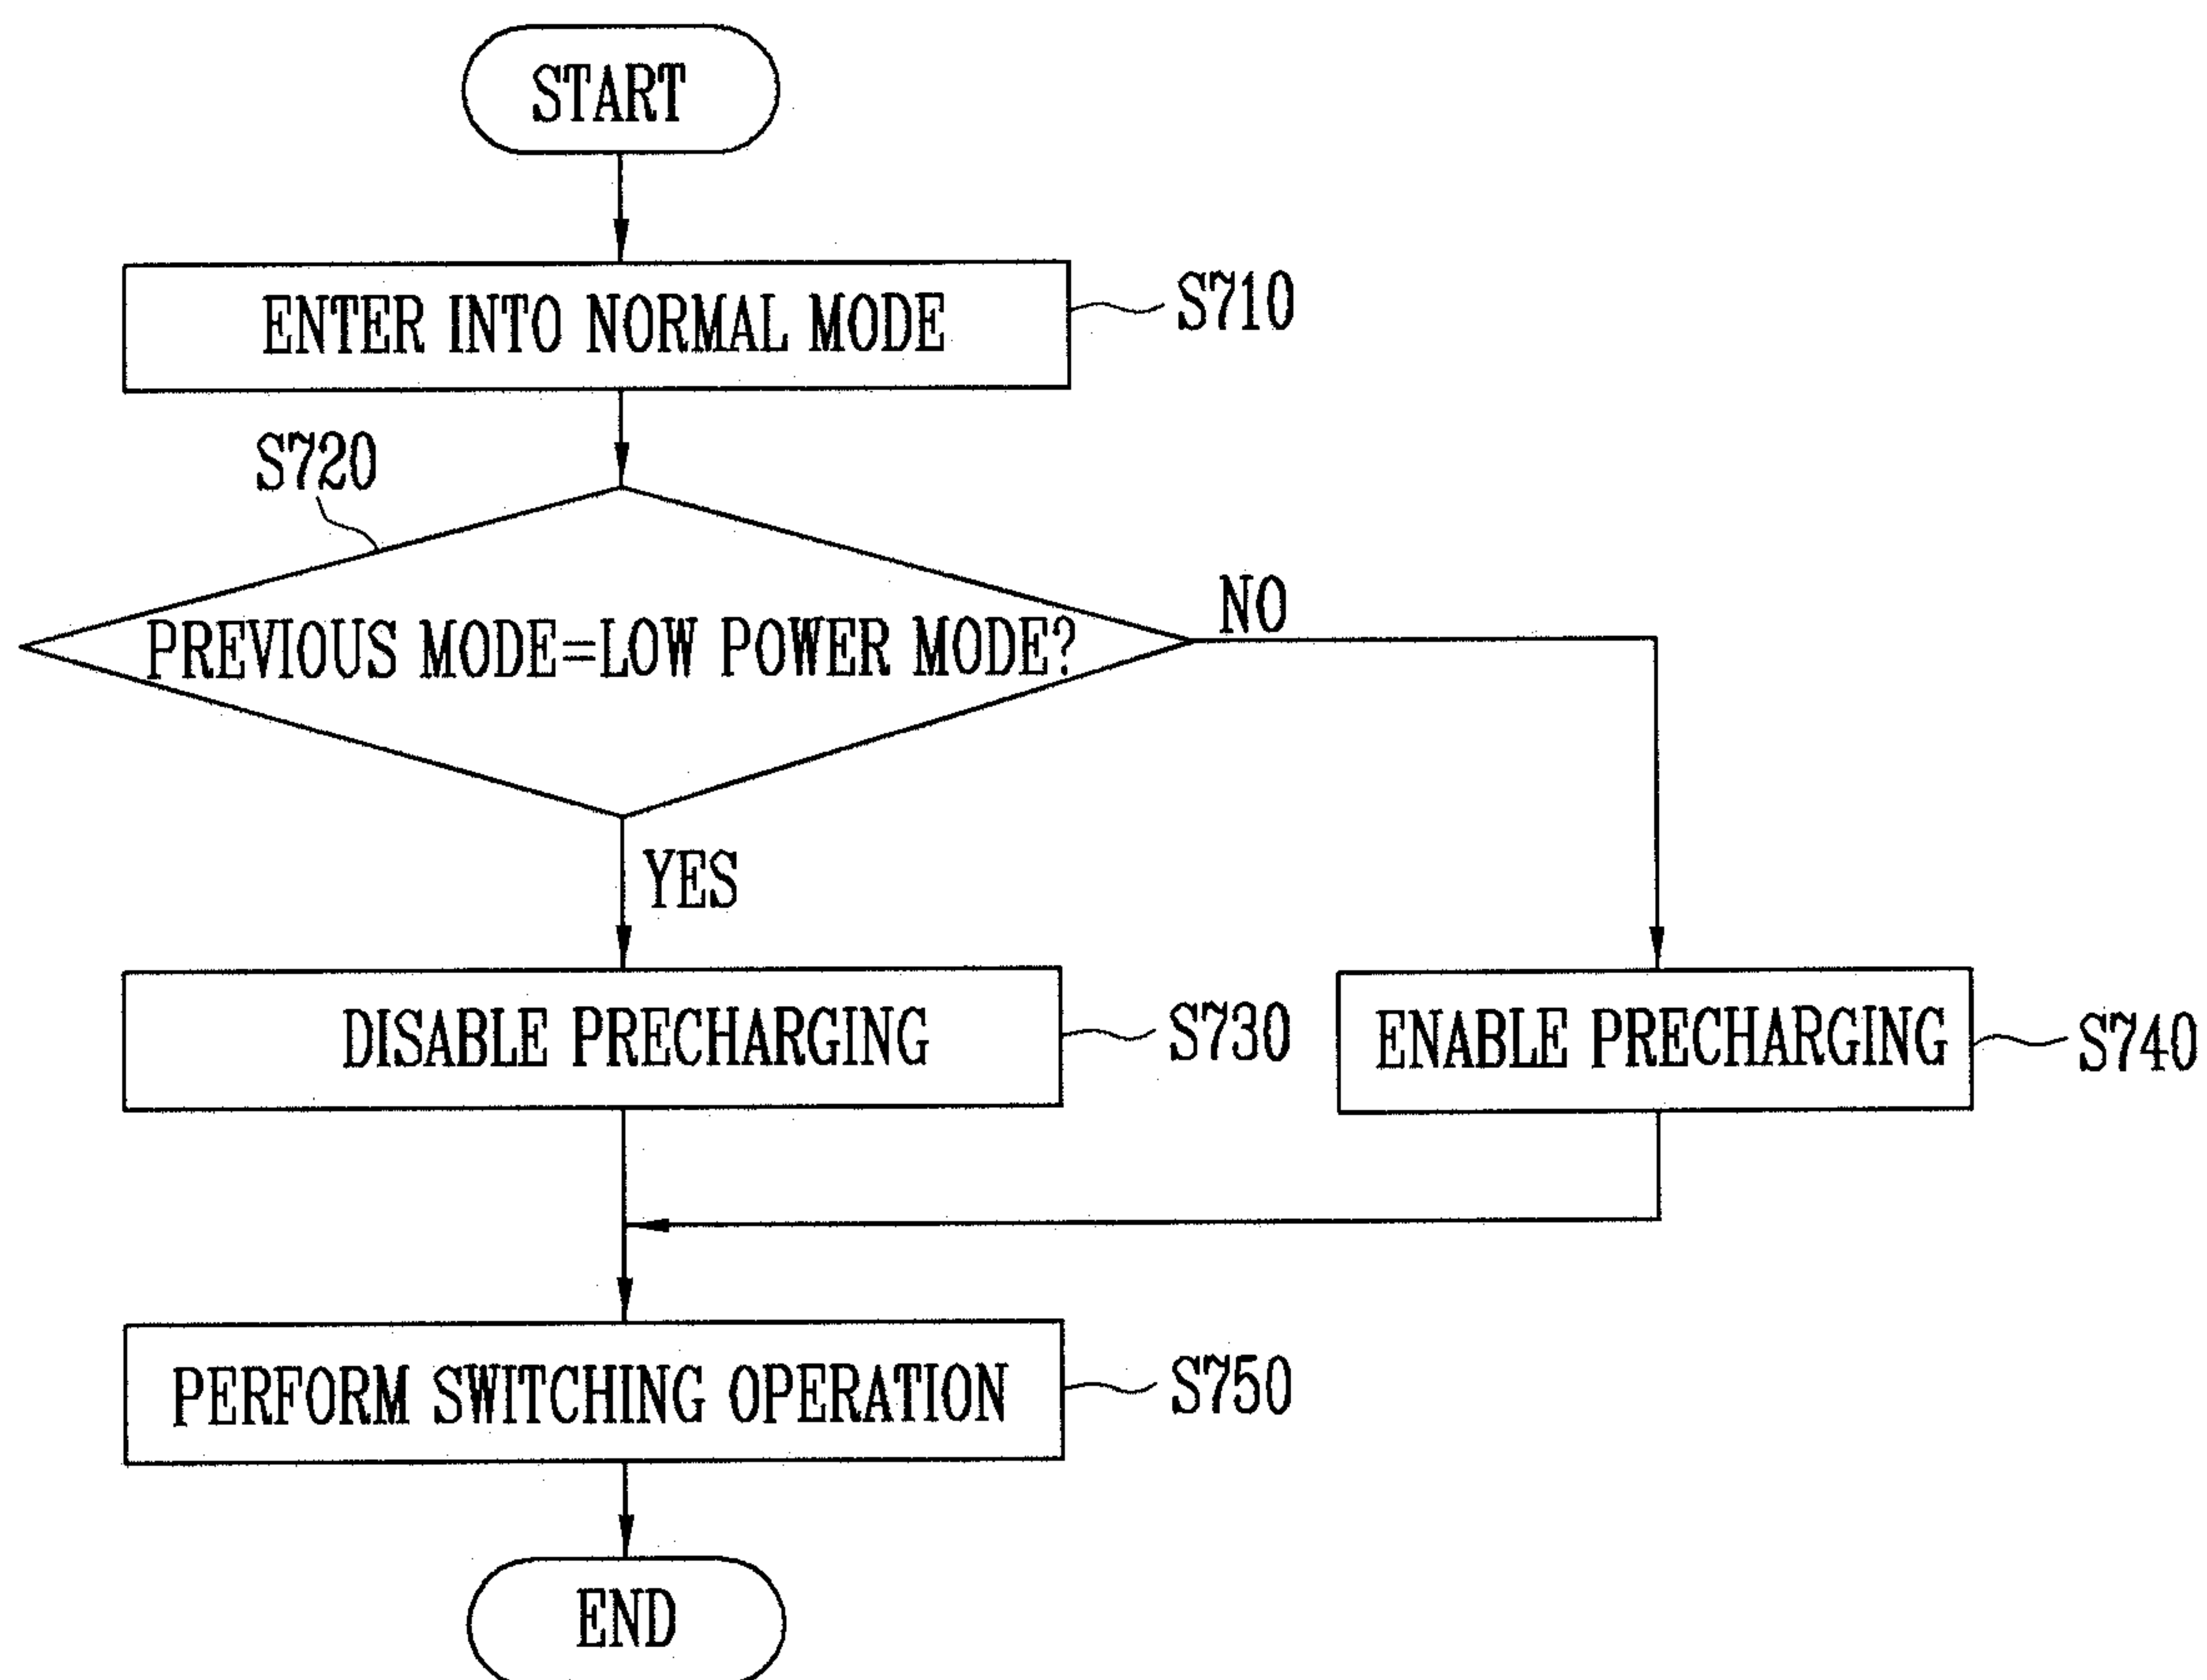 START
ENTER INTO NORMAL MODE
S710
S720
PREVIOUS MODE=LOW POWER MODE?
NO
YES
DISABLE PRECHARGING
S730
ENABLE PRECHARGING
S740
PERFORM SWITCHING OPERATION
S750
END